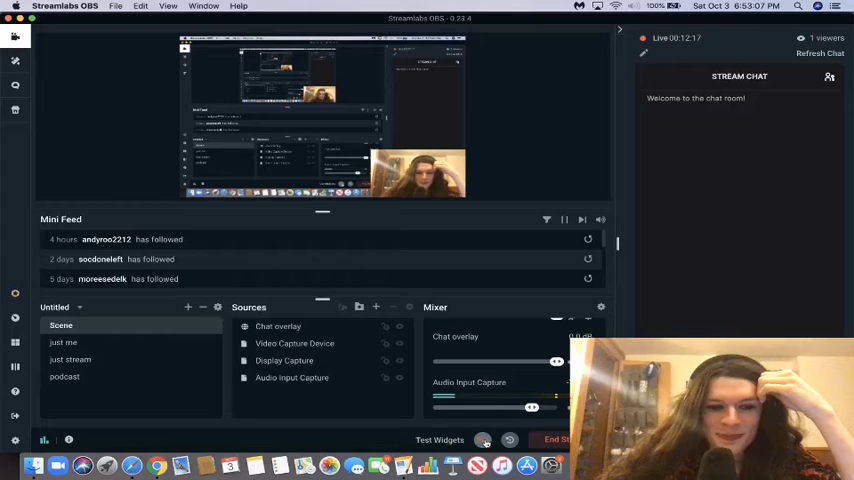 Streamlabs OBS File Edit View Window Help 100% Sat Oct 3 6:53:07 PM
Streamlabs OBS - 0.23.4
Live 00:12:17 1 viewers
Refresh Chat
STREAM CHAT
Welcome to the chat room!
Mini Feed
4 hours andyroo2212 has followed
2 days socdoneleft has followed
5 days moreesedelk has followed
Untitled
Sources
Mixer
Scene
just me
just stream
podcast
Chat overlay
Video Capture Device
Display Capture
Audio Input Capture
Chat overlay 0.0 dB
Audio Input Capture
Test Widgets
End St